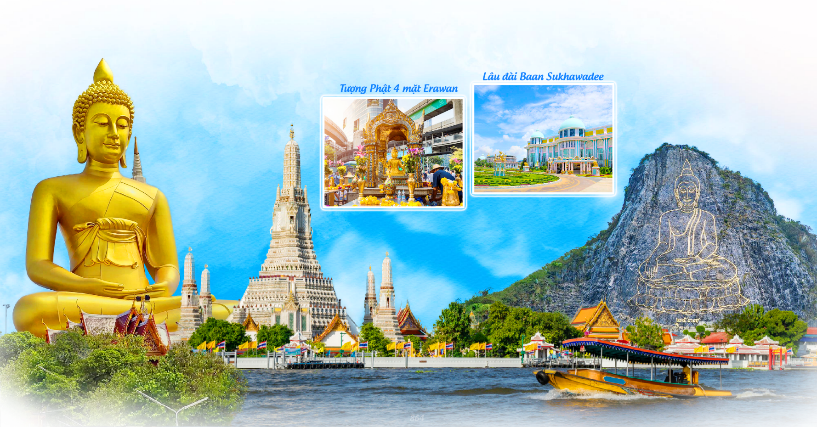 Tượng Phật 4 mặt Erawan
Lâu đài Baan Sukhawadee